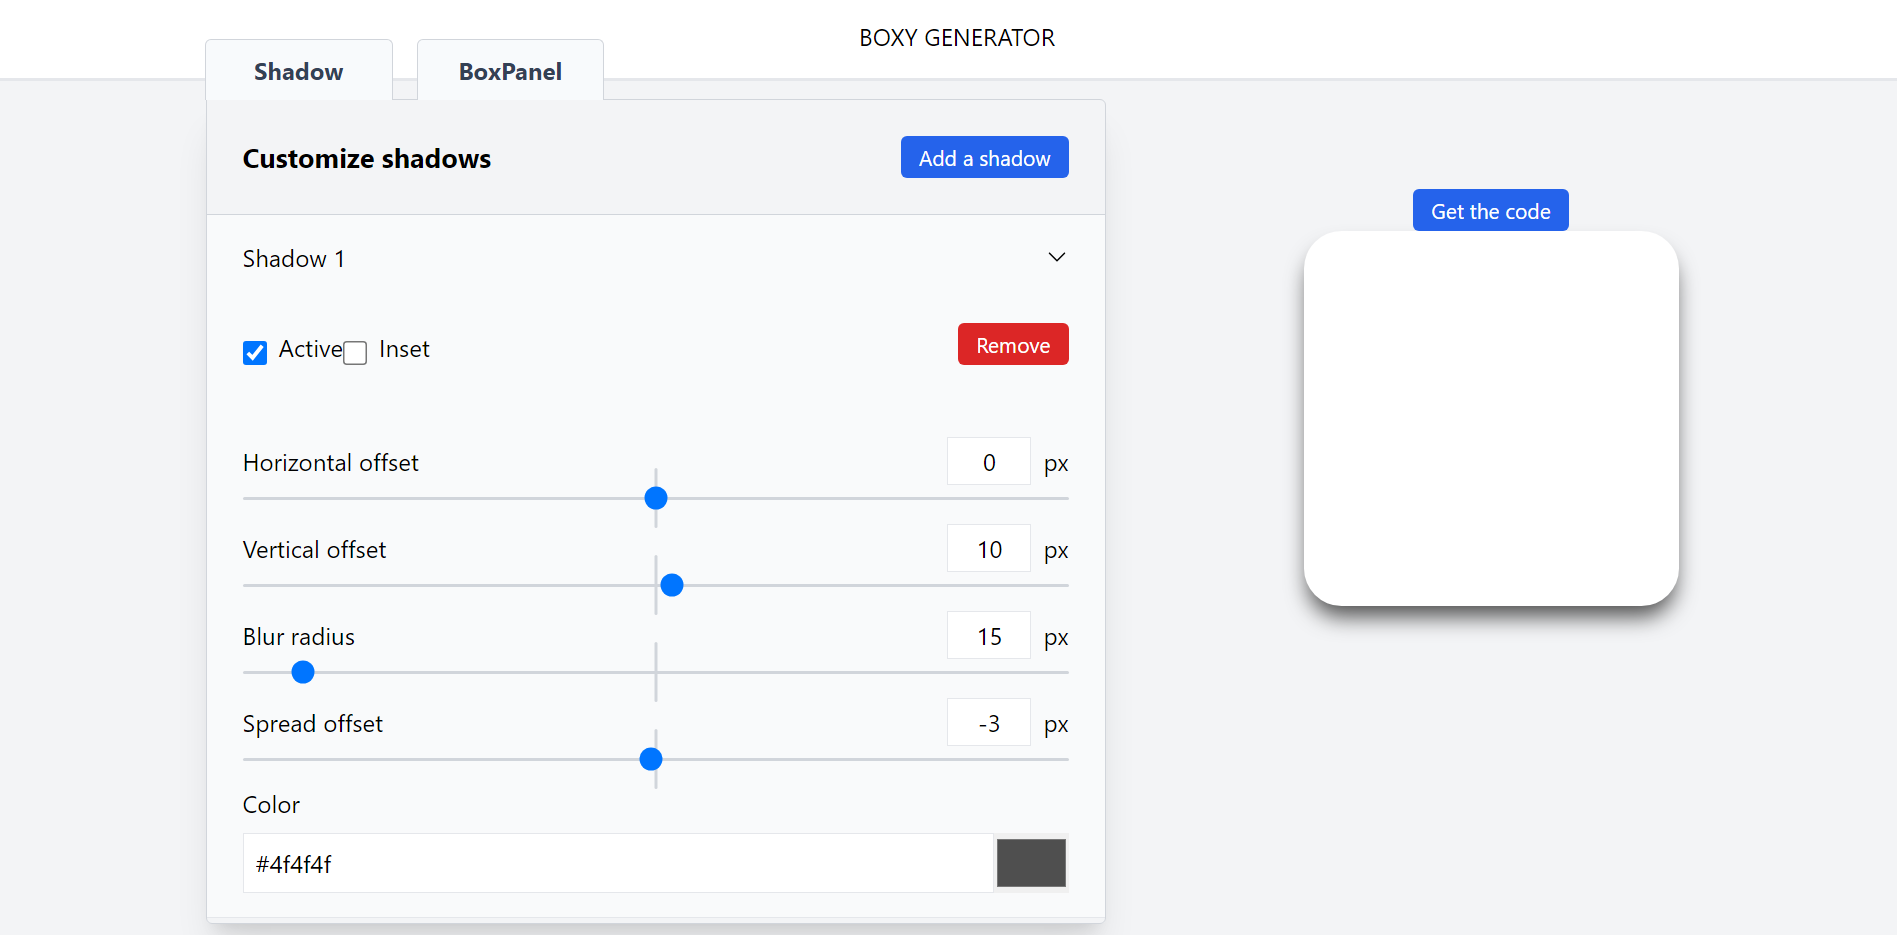 BOXY GENERATOR
Shadow
BoxPanel
Customize shadows
Add a shadow
Get the code
Shadow 1
Active
Inset
Remove
Horizontal offset
0 px
Vertical offset
10 px
Blur radius
15 px
Spread offset
-3 px
Color
#4f4f4f